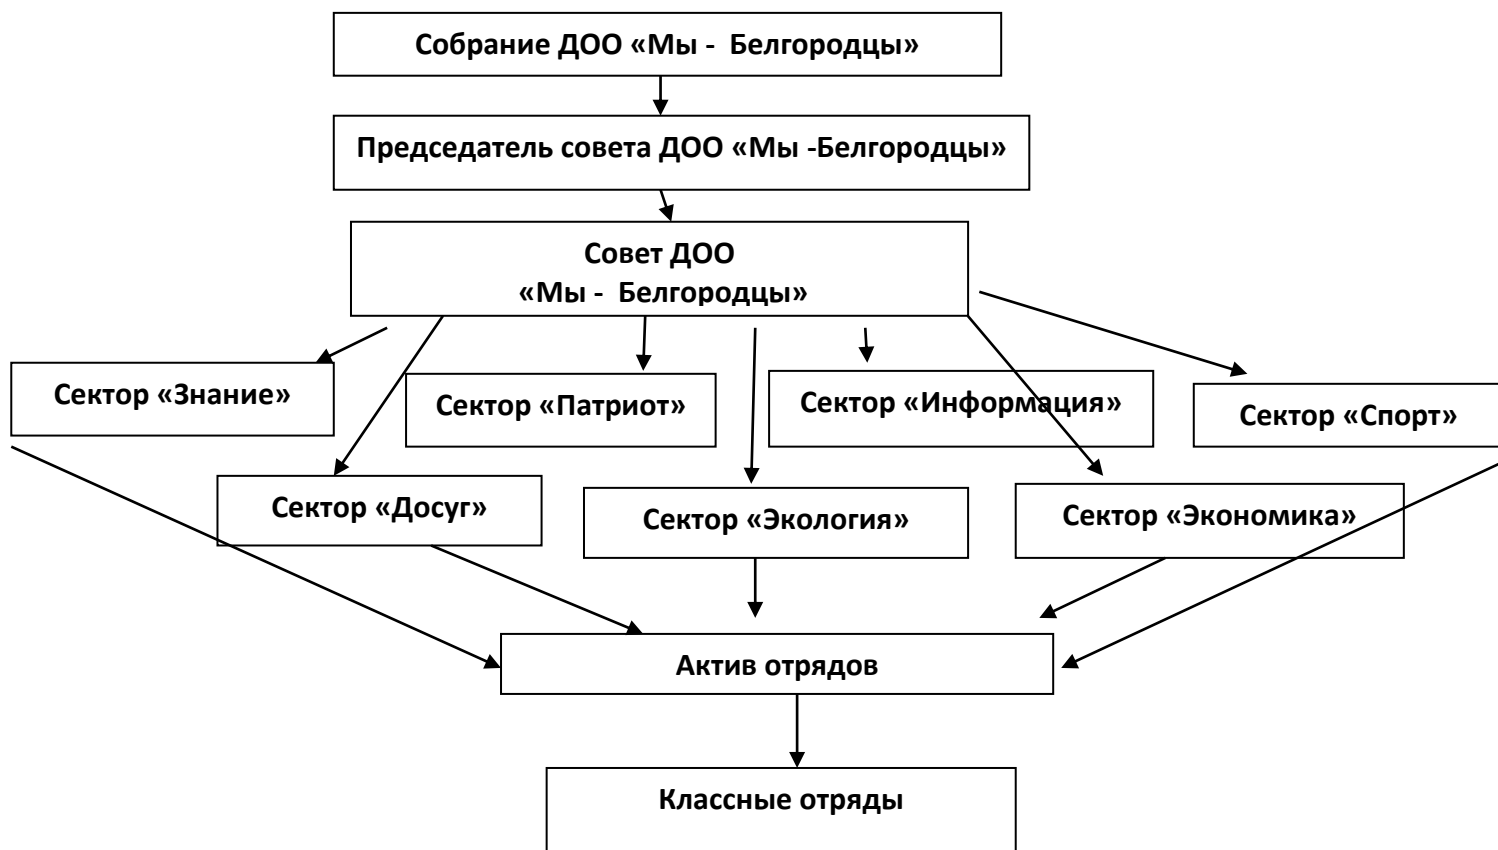 Собрание ДОО «Мы -  Белгородцы»
Председатель совета ДОО «Мы -Белгородцы»
Совет ДОО
«Мы -  Белгородцы»
Сектор «Знание»
Сектор «Патриот»
Сектор «Информация»
Сектор «Спорт»
Сектор «Досуг»
Сектор «Экология»
Сектор «Экономика»
Актив отрядов
Классные отряды